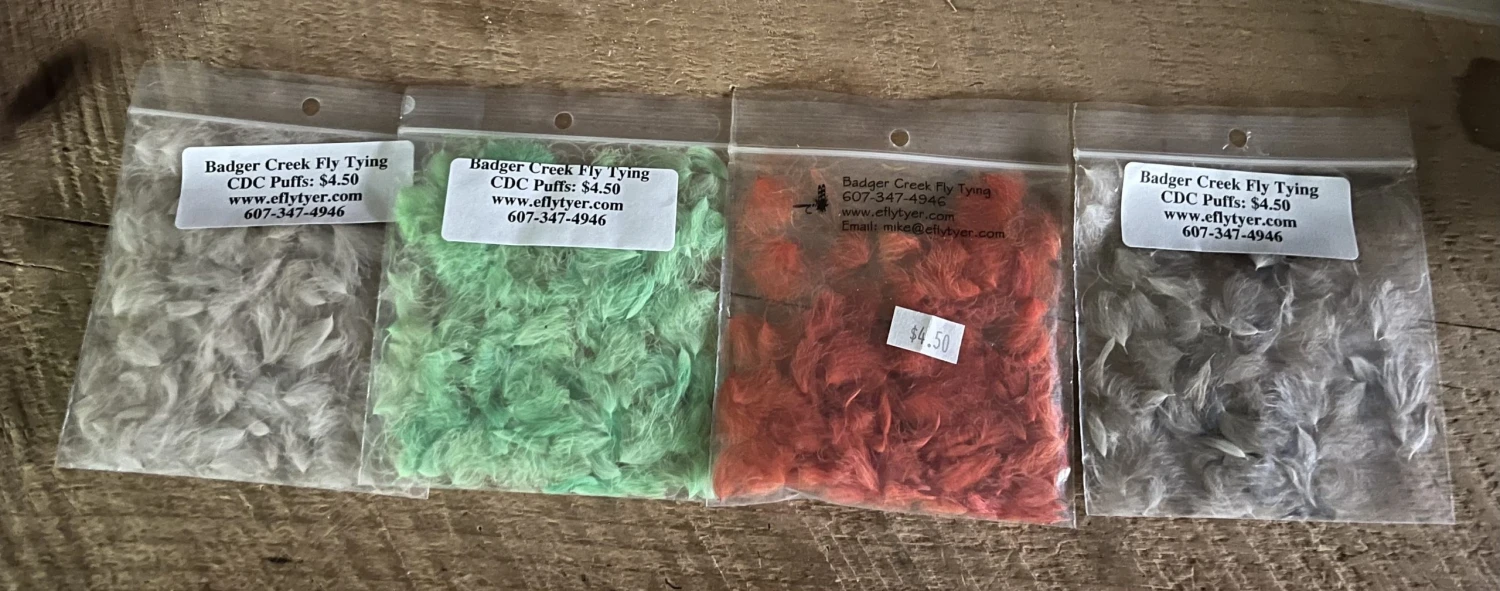 Badger Creek Fly Tying
CDC Puffs: $4.50
www.eflytyer.com
607-347-4946
Badger Creek Fly Tying
CDC Puffs: $4.50
www.eflytyer.com
607-347-4946
Badger Creek Fly Tying
607-347-4946
www.eflytyer.com
Email: mike@eflytyer.com
$4.50
Badger Creek Fly Tying
CDC Puffs: $4.50
www.eflytyer.com
607-347-4946